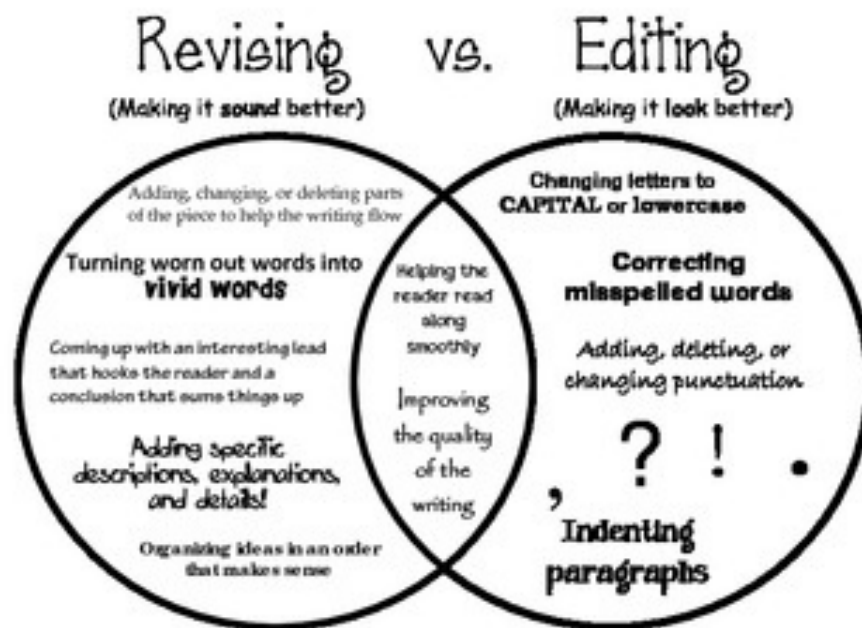 Revising vs. Editing
(Making it sound better) (Making it look better)
Adding, changing, or deleting parts
of the piece to help the writing flow
Turning worn out words into
vivid words
Coming up with an interesting lead
that hooks the reader and a
conclusion that sums things up
Adding specific
descriptions, explanations,
and details!
Organizing ideas in an order
that makes sense
Helping the
reader read
along
smoothly
Improving
the quality
of the
writing
Changing letters to
CAPITAL or lowercase
Correcting
misspelled words
Adding, deleting, or
changing punctuation
, ? ! .
Indenting
paragraphs